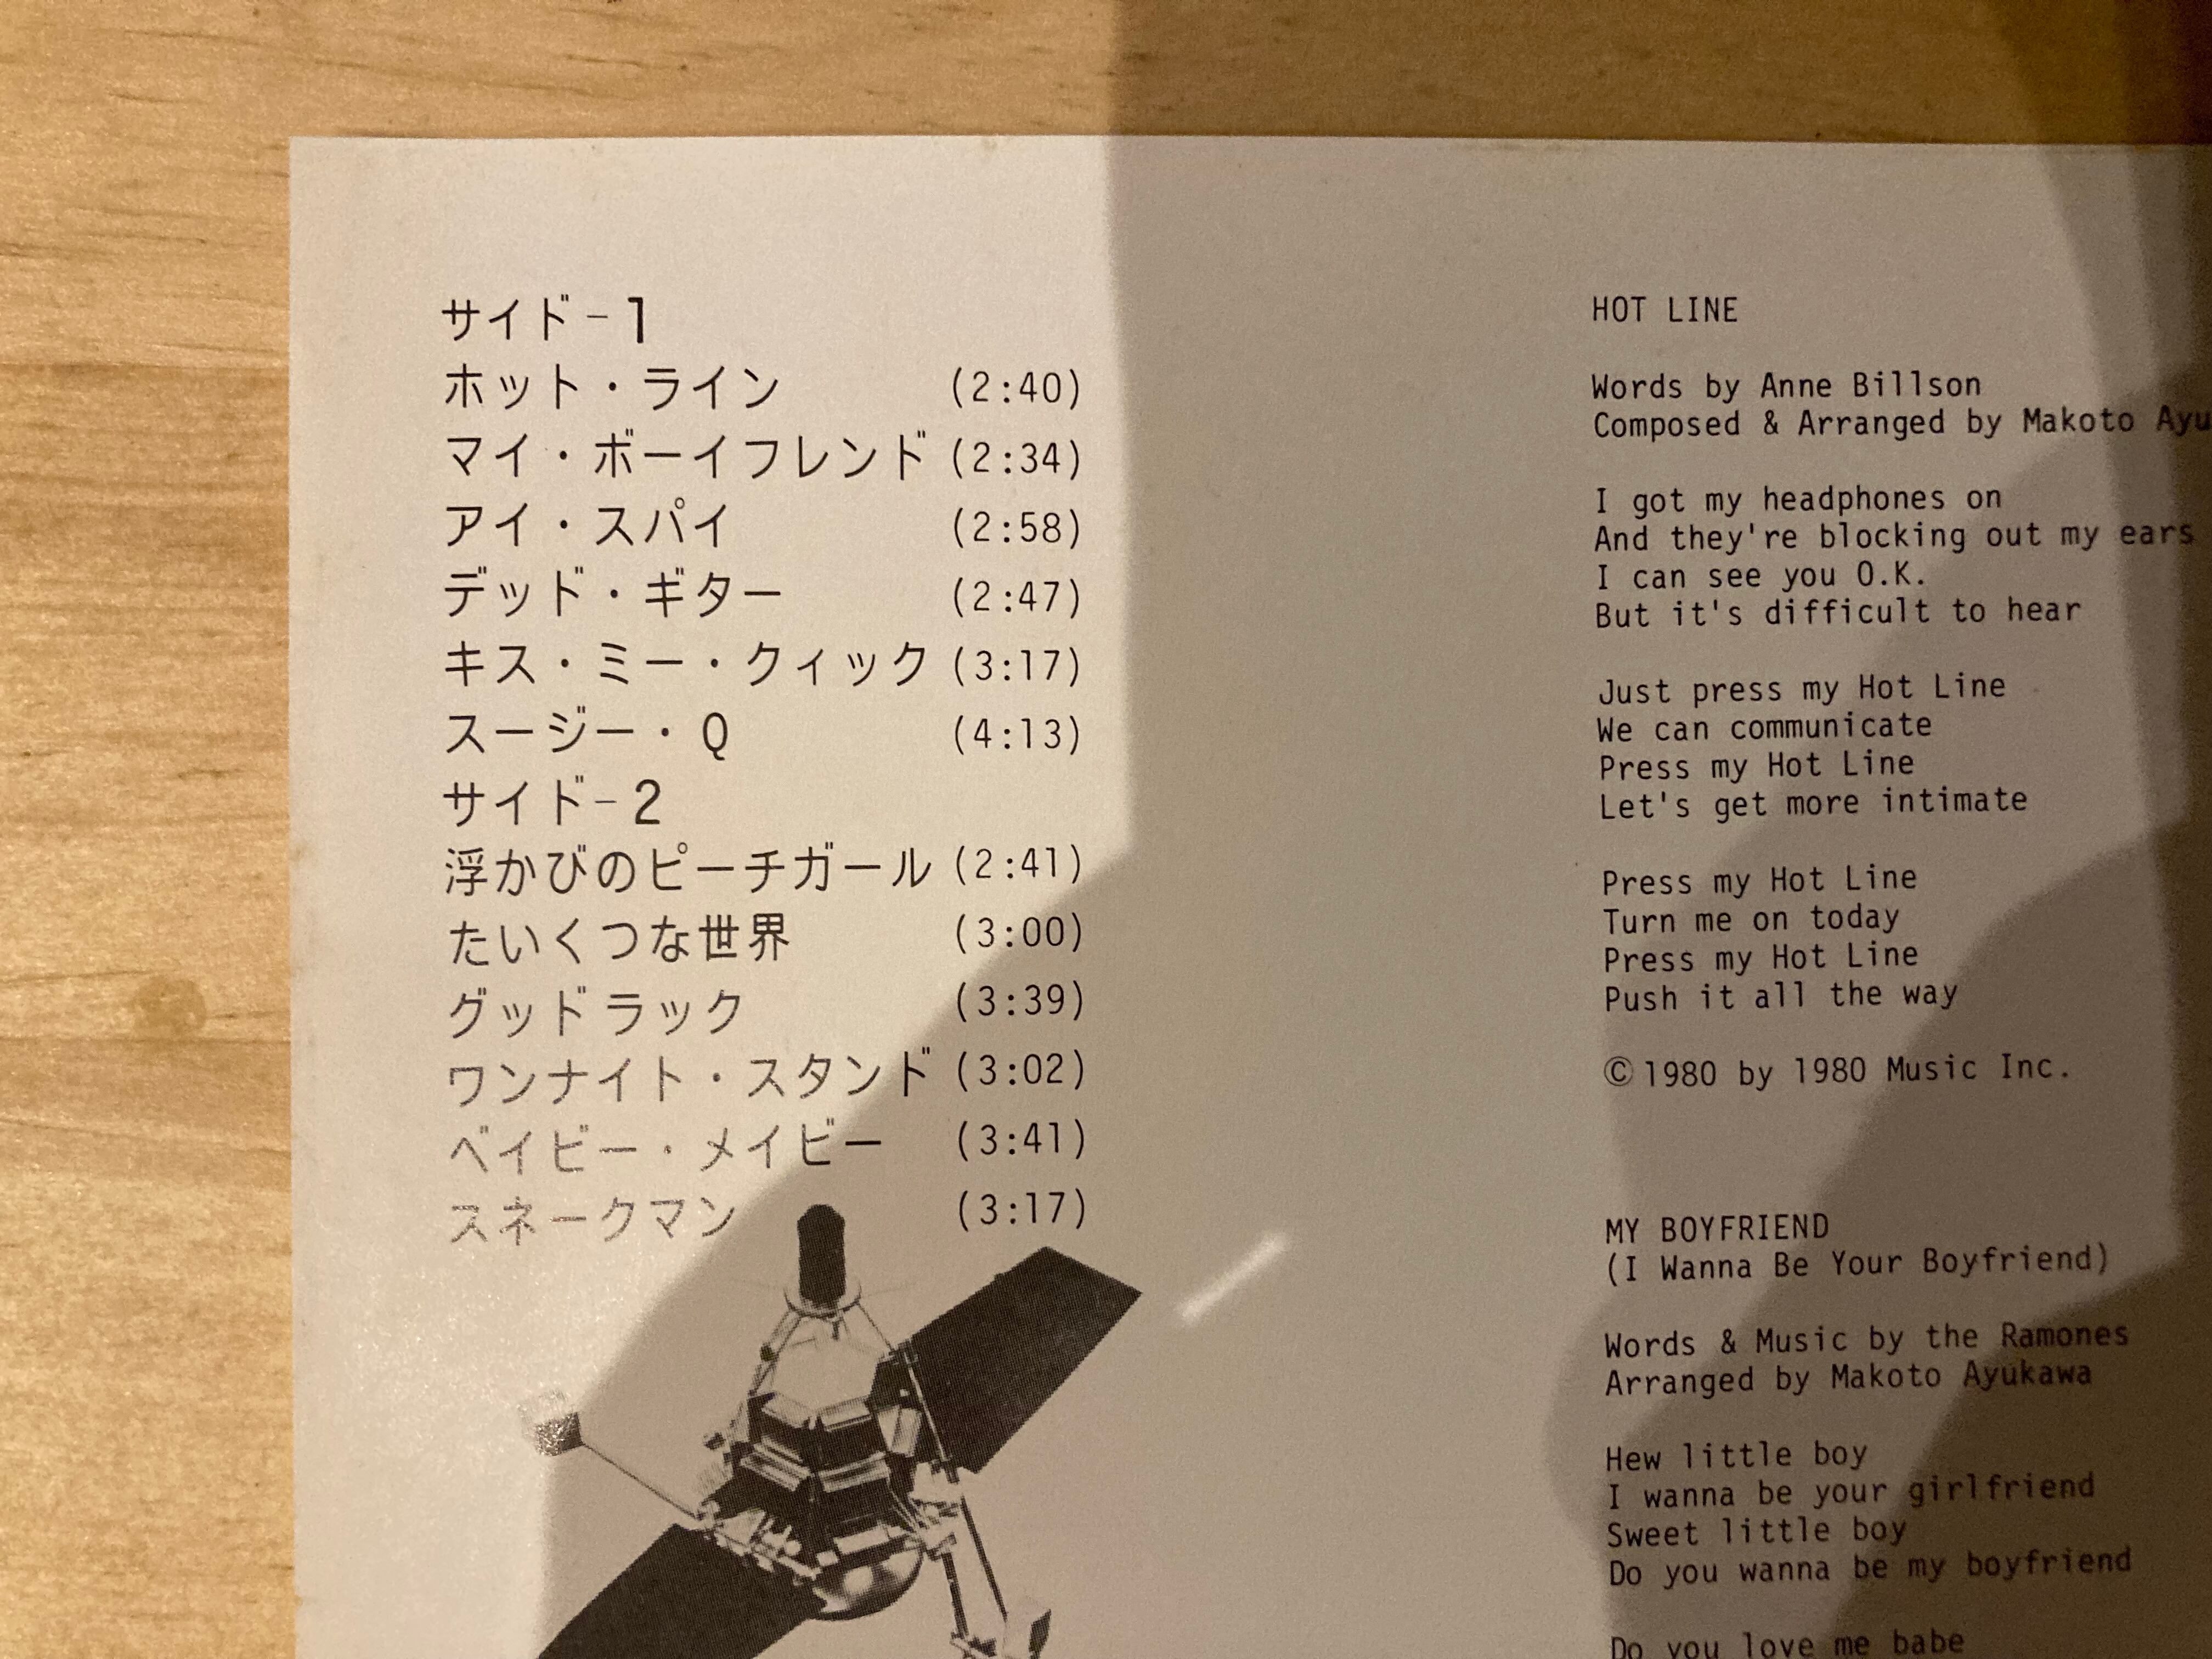 サイド-1
ホット・ライン (2:40)
マイ・ボーイフレンド (2:34)
アイ・スパイ (2:58)
デッド・ギター (2:47)
キス・ミー・クィック (3:17)
スージー・Q (4:13)
サイド-2
浮かびのピーチガール (2:41)
たいくつな世界 (3:00)
グッドラック (3:39)
ワンナイト・スタンド (3:02)
ベイビー・メイビー (3:41)
スネークマン (3:17)
HOT LINE
Words by Anne Billson
Composed & Arranged by Makoto Ayu
I got my headphones on
And they're blocking out my ears
I can see you O.K.
But it's difficult to hear
Just press my Hot Line
We can communicate
Press my Hot Line
Let's get more intimate
Press my Hot Line
Turn me on today
Press my Hot Line
Push it all the way
©1980 by 1980 Music Inc.
MY BOYFRIEND
(I Wanna Be Your Boyfriend)
Words & Music by the Ramones
Arranged by Makoto Ayukawa
Hew little boy
I wanna be your girlfriend
Sweet little boy
Do you wanna be my boyfriend
Do you love me babe